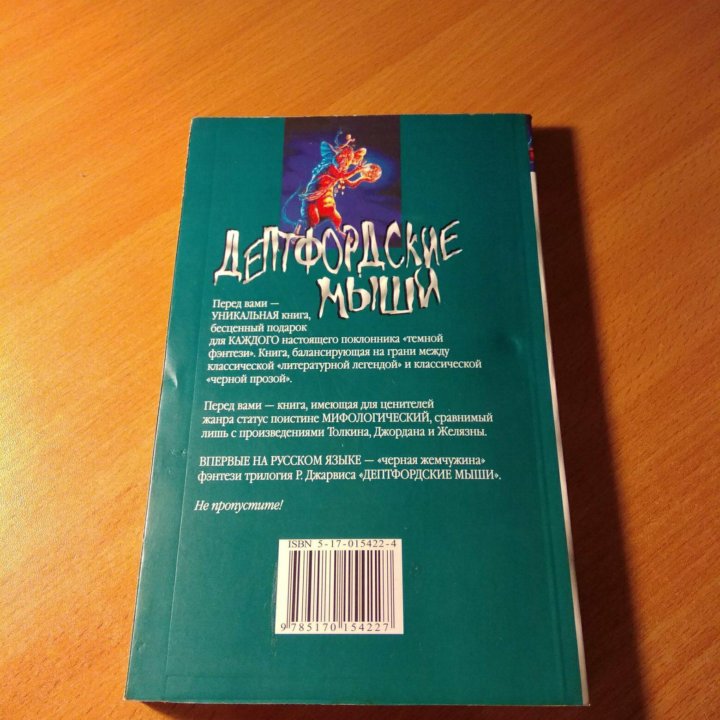 ДЕПТФОРДСКИЕ
МЫШИ
Перед вами —
УНИКАЛЬНАЯ книга,
бесценный подарок
для КАЖДОГО настоящего поклонника «темной
фэнтези». Книга, балансирующая на грани между
классической «литературной легендой» и классической
«черной прозой».
Перед вами — книга, имеющая для ценителей
жанра статус поистине МИФОЛОГИЧЕСКИЙ, сравнимый
лишь с произведениями Толкина, Джордана и Желязны.
ВПЕРВЫЕ НА РУССКОМ ЯЗЫКЕ — «черная жемчужина»
фэнтези трилогия Р. Джарвиса «ДЕПТФОРДСКИЕ МЫШИ».
Не пропустите!
ISBN 5-17-015422-4
9 785170 154227